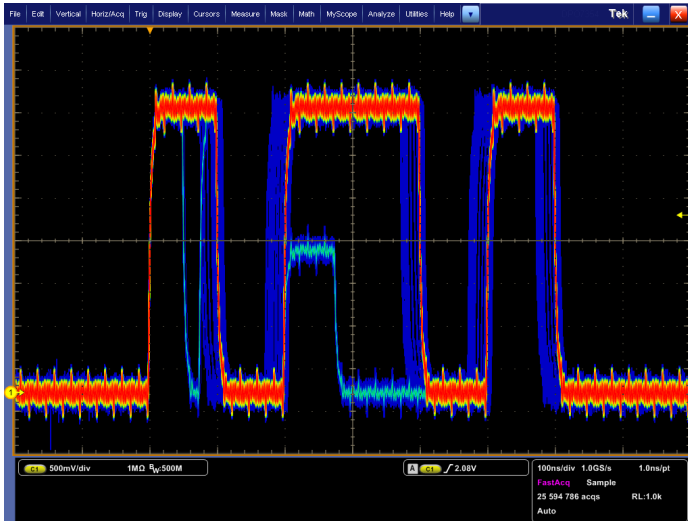 File Edit Vertical Horiz/Acq Trig Display Cursors Measure Mask Math MyScope Analyze Utilities Help Tek X
1
C1 500mV/div 1MΩ BW:500M
A C1 2.08V
100ns/div 1.0GS/s 1.0ns/pt
FastAcq Sample
25 594 786 acqs RL:1.0k
Auto